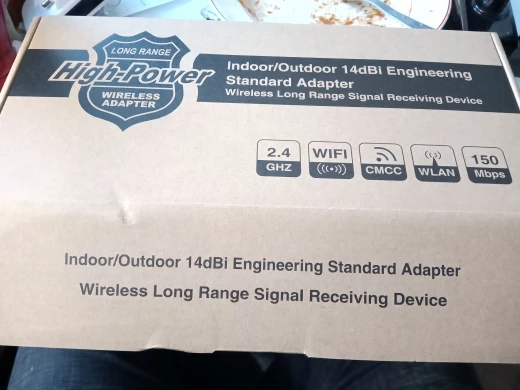 LONG RANGE
High-Power
WIRELESS
ADAPTER
Indoor/Outdoor 14dBi Engineering
Standard Adapter
Wireless Long Range Signal Receiving Device
2.4
GHZ
WIFI
CMCC
WLAN
150
Mbps
Indoor/Outdoor 14dBi Engineering Standard Adapter
Wireless Long Range Signal Receiving Device